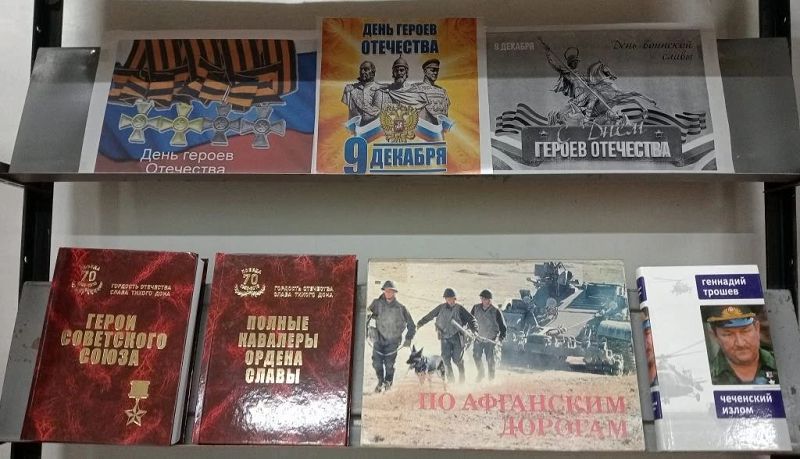 День героев
Отечества
ДЕНЬ ГЕРОЕВ
ОТЕЧЕСТВА
9 ДЕКАБРЯ
9 ДЕКАБРЯ
День воинской
славы
С Днём
ГЕРОЕВ ОТЕЧЕСТВА
ПОБЕДА
70
ГОРДОСТЬ ОТЕЧЕСТВА
СЛАВА ТИХОГО ДОНА
ГЕРОИ
СОВЕТСКОГО
СОЮЗА
ПОБЕДА
70
ГОРДОСТЬ ОТЕЧЕСТВА
СЛАВА ТИХОГО ДОНА
ПОЛНЫЕ
КАВАЛЕРЫ
ОРДЕНА
СЛАВЫ
ПО АФГАНСКИМ
ДОРОГАМ
геннадий
трошев
чеченский
излом